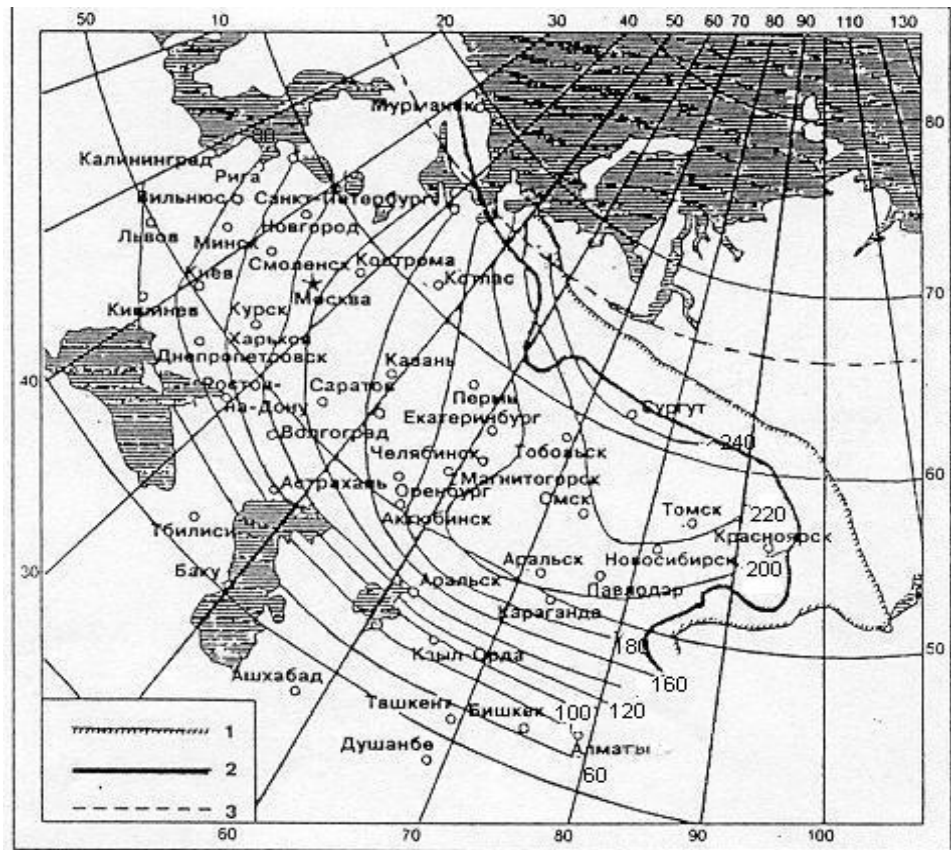 50 10 20 30 40 50 60 70 80 90 110 130
Мурманск
80
Калининград
80
Рига
Вильнюс Санкт-Петербург
Львов Минск Новгород
Смоленск Кострома
Киев Котлас
Москва
70
Кишинев Курск
Харьков
Днепропетровск Казань
40
Ростов- Саратов Пермь
на-Дону Екатеринбург Сургут
Волгоград 240
Челябинск Тобольск
60
Магнитогорск
Астрахань Оренбург Омск Томск 220
Актюбинск Красноярск
Тбилиси
Аральск Новосибирск 200
30
Баку Аральск Павлодар
Караганда
180
50
Кзыл-Орда
160
Ашхабад
Ташкент Бишкек 100 120
1
Душанбе Алматы
60
2
3
60 70 80 90 100